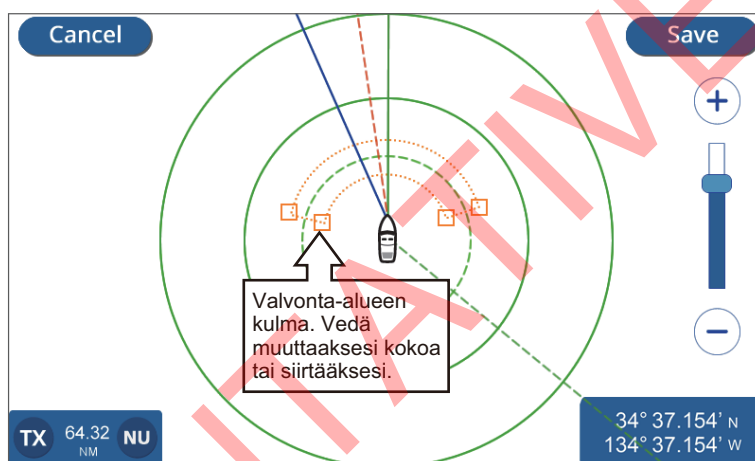 Cancel
Save
Valvonta-alueen
kulma. Vedä
muuttaaksesi kokoa
tai siirtääksesi.
TX 64.32 NU
NM
34° 37.154’ N
134° 37.154’ W
ITATIVE